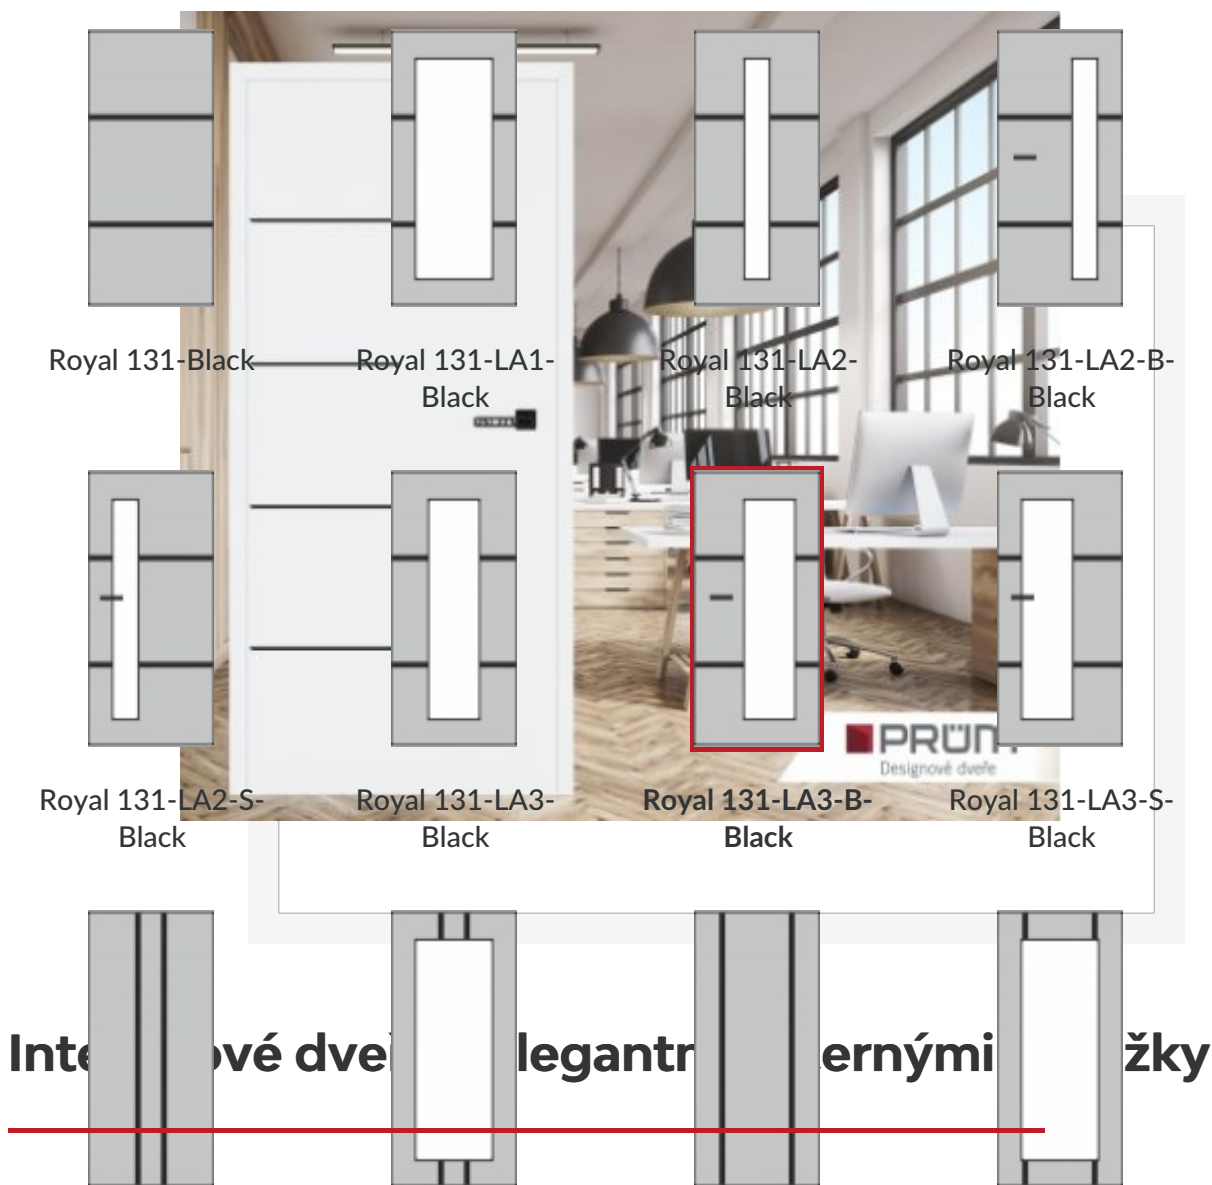 Royal 131-Black
Royal 131-LA1-
Black
Royal 131-LA2-
Black
Royal 131-LA2-B-
Black
PRÜM
Designové dveře
Royal 131-LA2-S-
Black
Royal 131-LA3-
Black
Royal 131-LA3-B-
Black
Royal 131-LA3-S-
Black